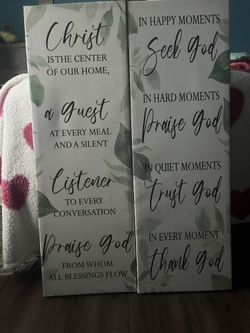 Christ
IS THE CENTER
OF OUR HOME,
a guest
AT EVERY MEAL
AND A SILENT
Listener
TO EVERY
CONVERSATION
Praise God
FROM WHOM
ALL BLESSINGS FLOW
IN HAPPY MOMENTS
Seek God
IN HARD MOMENTS
Praise God
IN QUIET MOMENTS
trust God
IN EVERY MOMENT
thank God